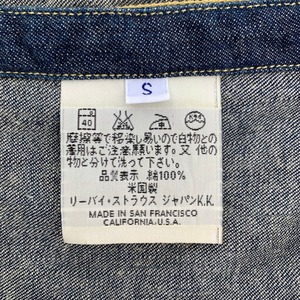 S
40
摩擦等で移染し易いので白物との
着用はご注意願います。又 他の
物と分けて洗って下さい。
品質表示 綿100%
米国製
リーバイ・ストラウス ジャパンK.K.
MADE IN SAN FRANCISCO
CALIFORNIA.U.S.A.